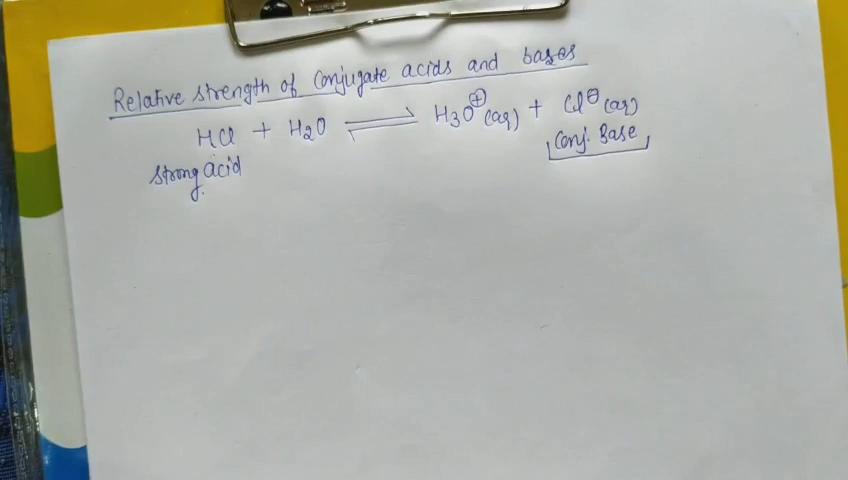 Relative strength of Conjugate acids and bases
HCl + H₂O ⇌ H₃O⊕(aq) + Cl⊖(aq)
Strong acid
Conj. Base